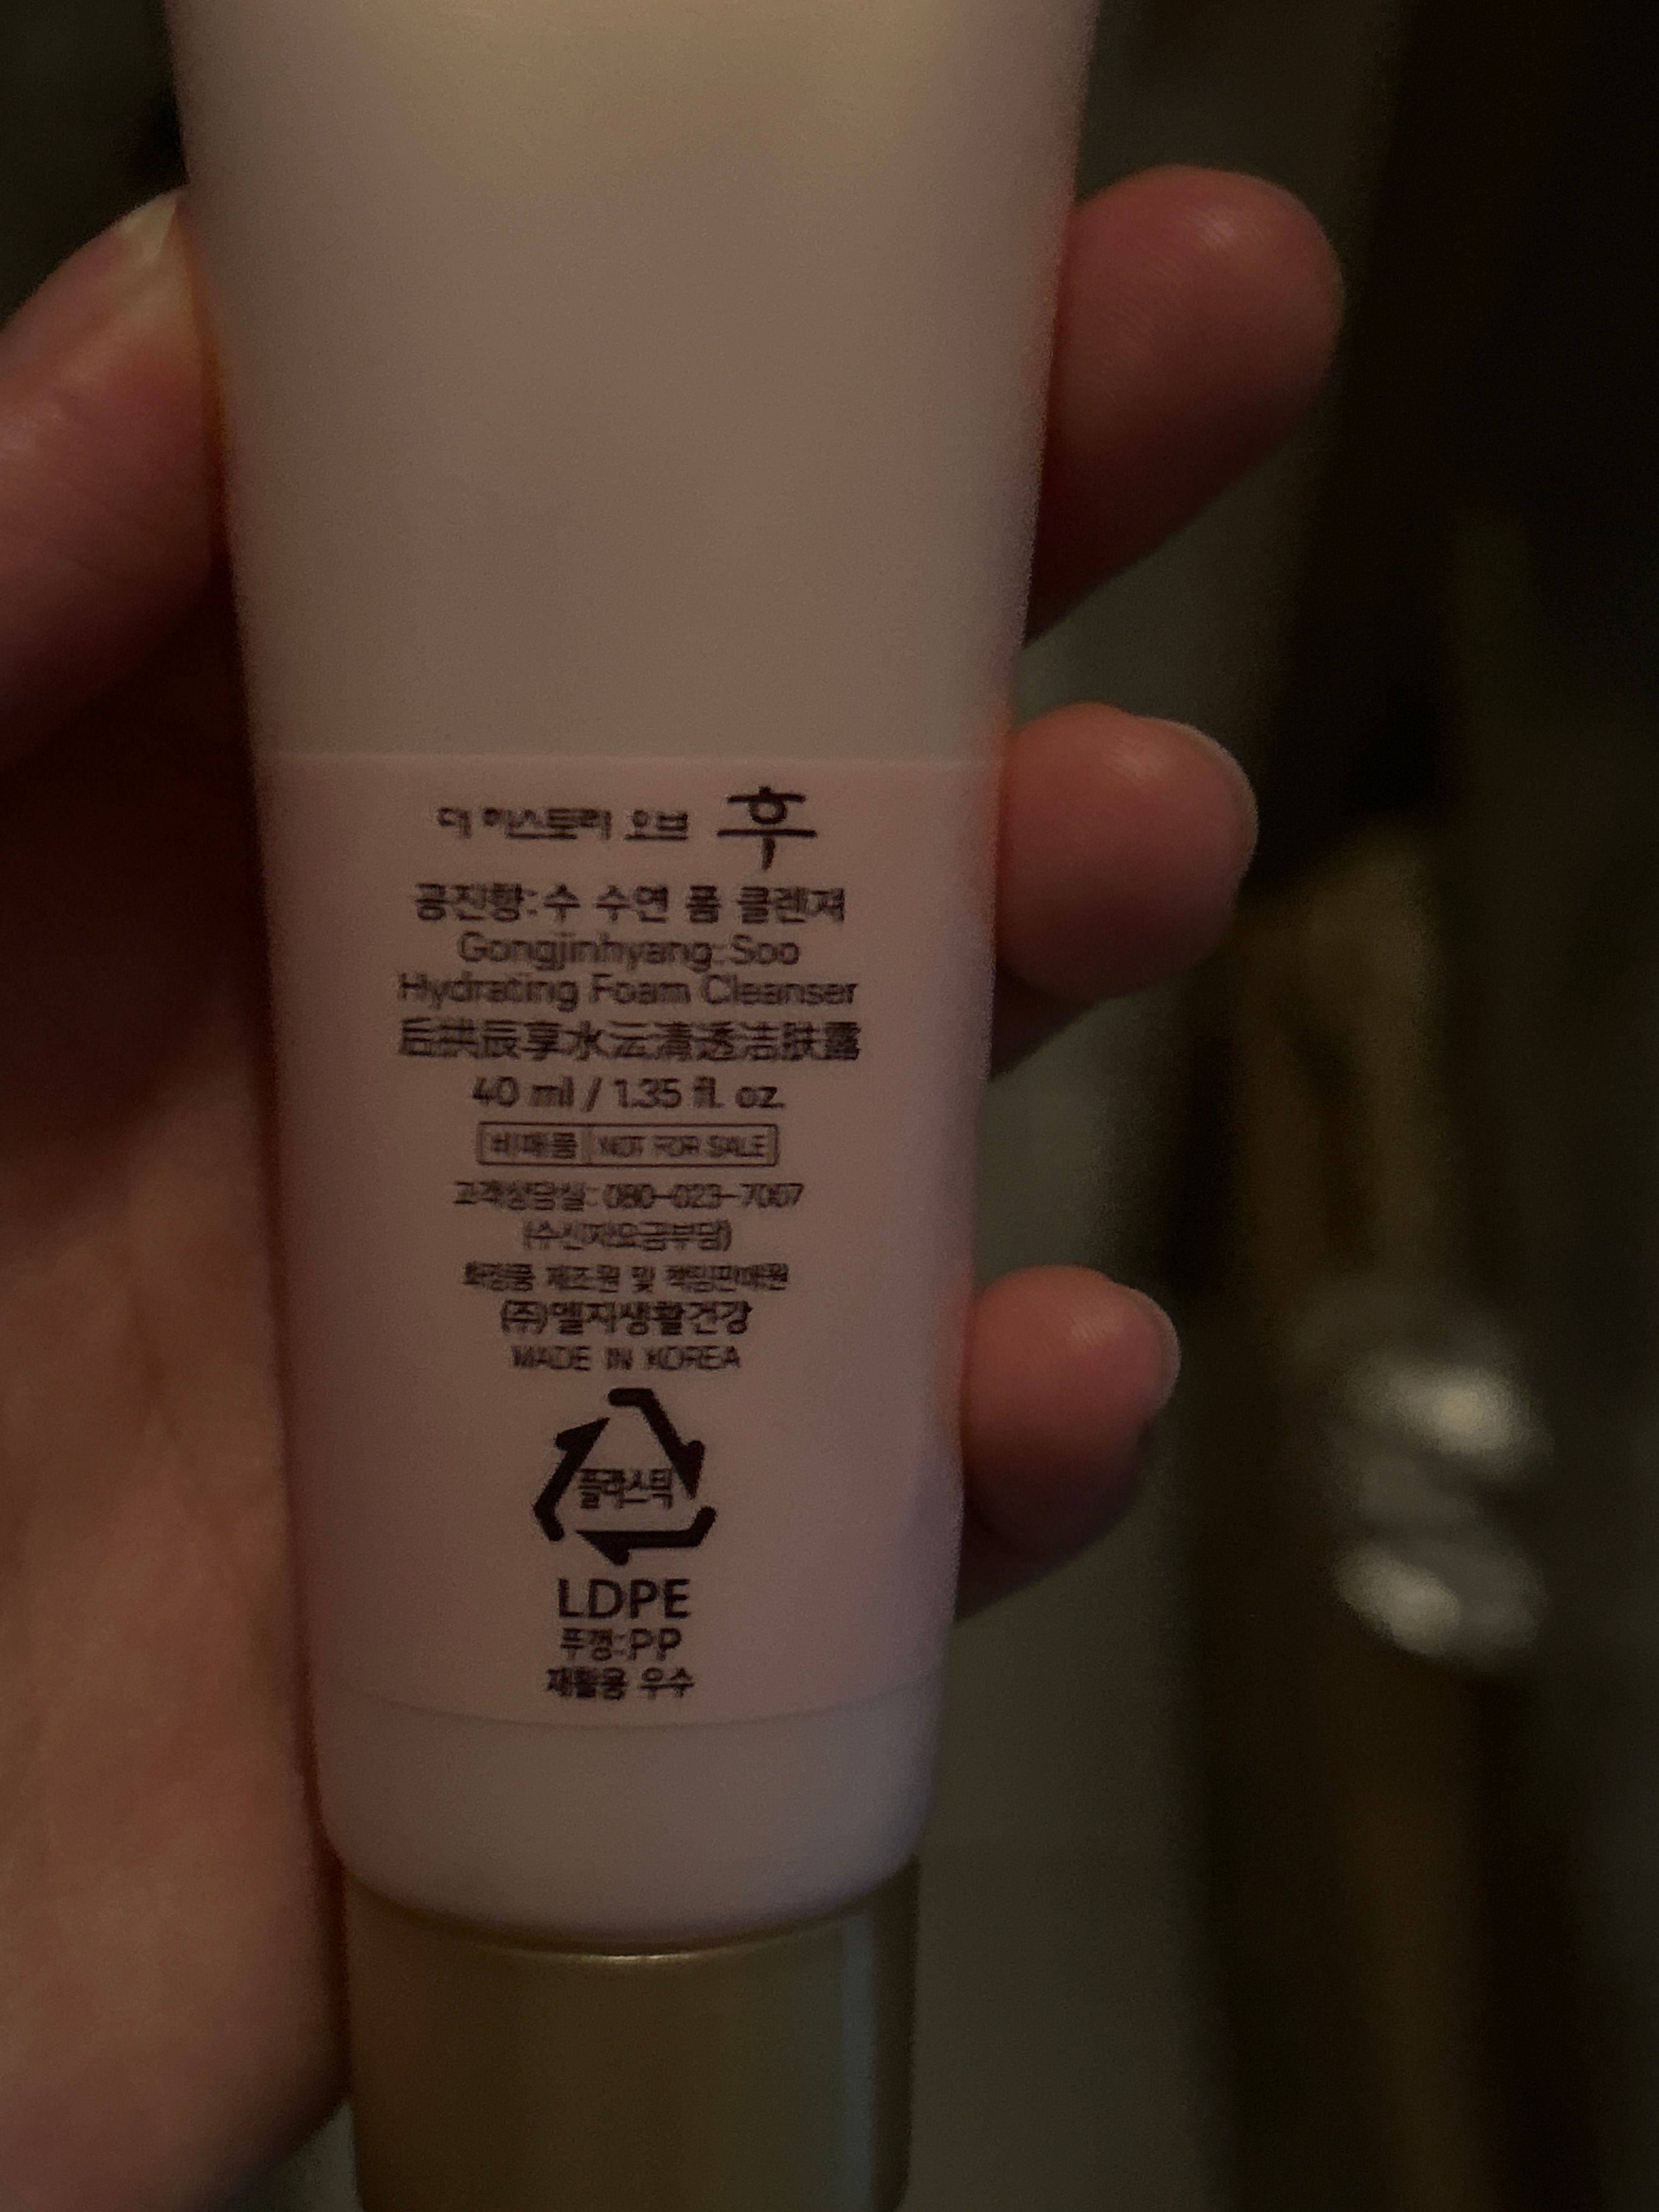 더 히스토리 오브 후
공진향:수 수연 폼 클렌저
Gongjinhyang:Soo
Hydrating Foam Cleanser
后拱辰享水沄清透洁肤露
40 ml / 1.35 fl. oz.
비매품 NOT FOR SALE
고객상담실: 080-023-7007
(수신자요금부담)
화장품 제조원 및 책임판매원
(주)엘지생활건강
MADE IN KOREA
플라스틱
LDPE
뚜껑:PP
재활용 우수